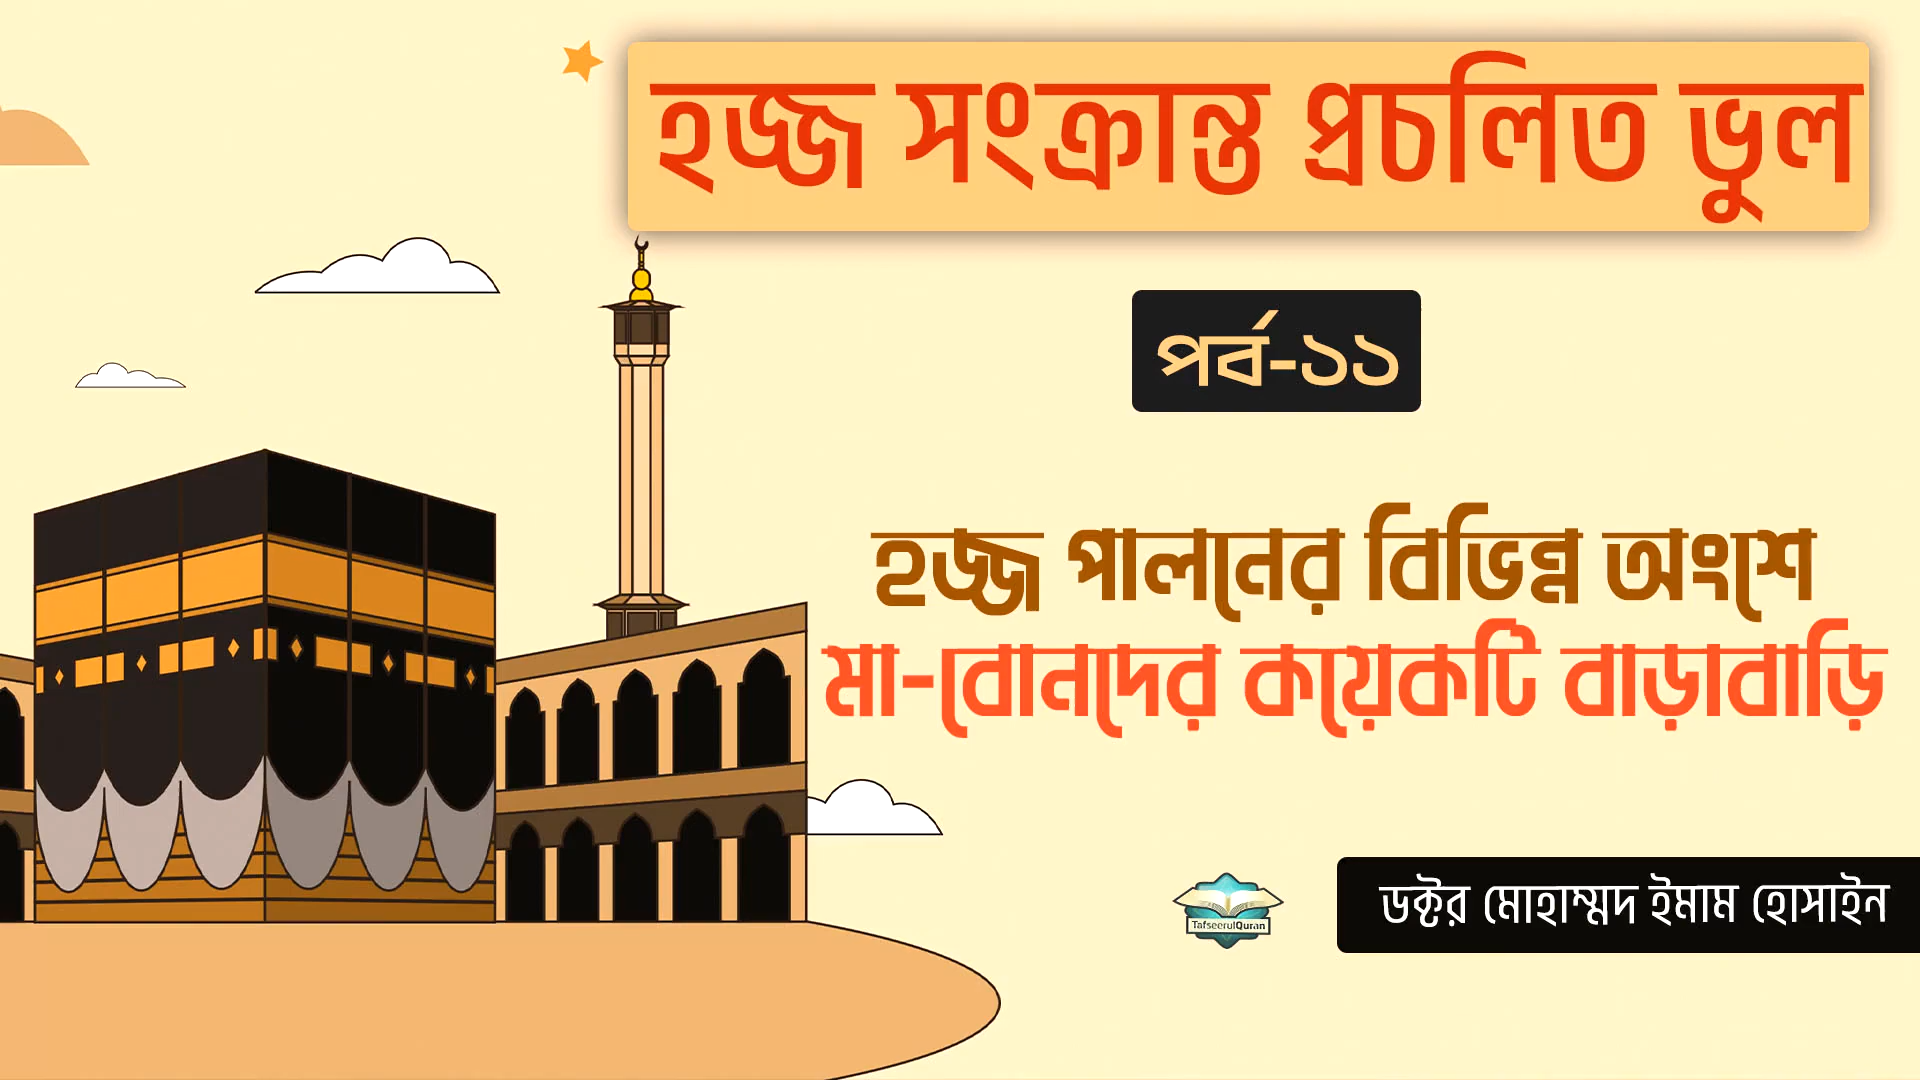 হজ্জ সংক্রান্ত প্রচলিত ভুল
পর্ব-১১
হজ্জ পালনের বিভিন্ন অংশে
মা-বোনদের কয়েকটি বাড়াবাড়ি
TafseerulQuran
ডক্টর মোহাম্মদ ইমাম হোসাইন